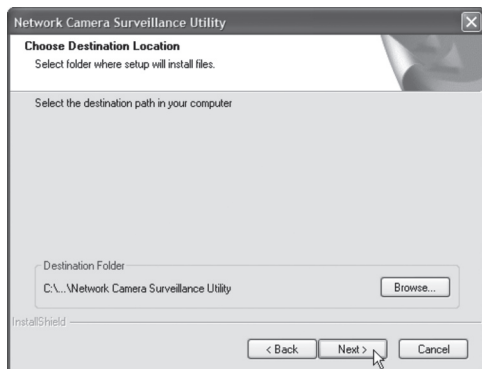 Network Camera Surveillance Utility
Choose Destination Location
Select folder where setup will install files.
Select the destination path in your computer
Destination Folder
C:\...\Network Camera Surveillance Utility
Browse...
InstallShield
< Back
Next >
Cancel